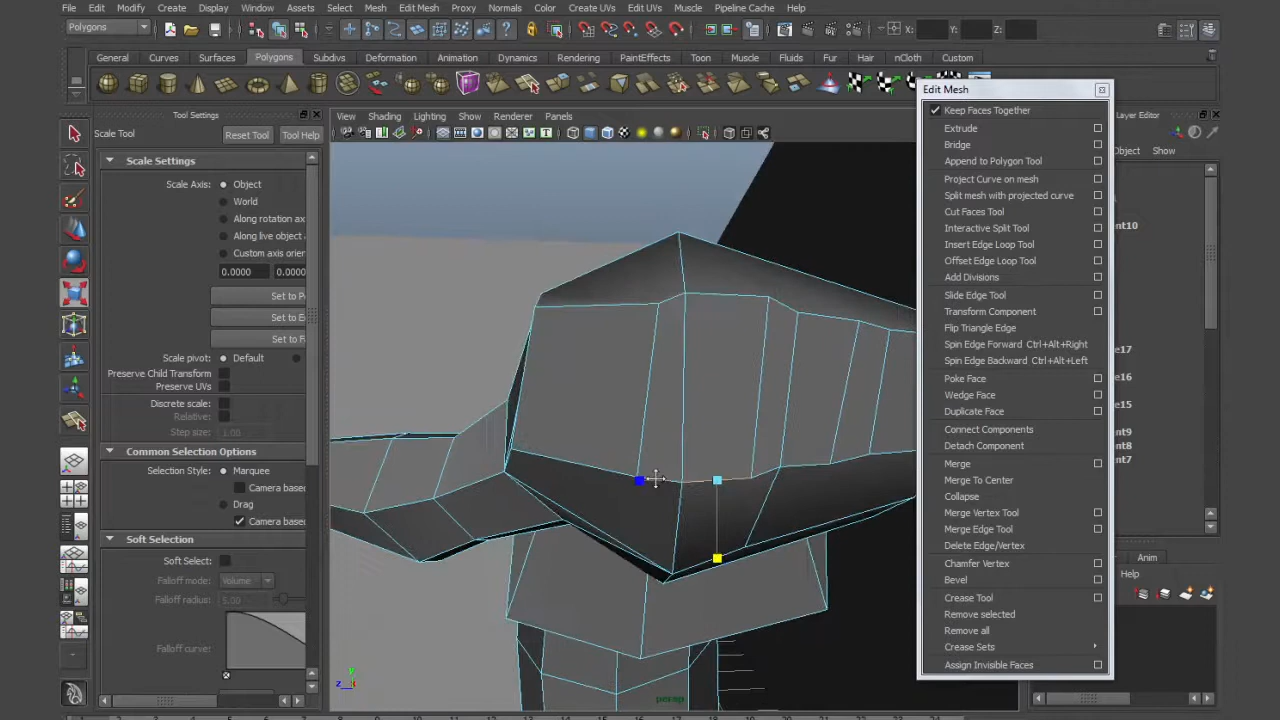 File Edit Modify Create Display Window Assets Select Mesh Edit Mesh Proxy Normals Color Create UVs Edit UVs Muscle Pipeline Cache Help
Polygons
X: Y: Z:
General Curves Surfaces Polygons Subdivs Deformation Animation Dynamics Rendering PaintEffects Toon Muscle Fluids Fur Hair nCloth Custom
Tool Settings
Scale Tool Reset Tool Tool Help
Scale Settings
Scale Axis: Object
World
Along rotation ax
Along live object
Custom axis orien
0.0000 0.0000
Set to P
Set to E
Set to F
Scale pivot: Default
Preserve Child Transform
Preserve UVs
Discrete scale:
Relative:
Step size: 1.00
Common Selection Options
Selection Style: Marquee
Camera based
Drag
Camera based
Soft Selection
Soft Select:
Falloff mode: Volume
Falloff radius: 5.00
Falloff curve:
View Shading Lighting Show Renderer Panels
persp
y
z x
Edit Mesh
Keep Faces Together
Extrude
Bridge
Append to Polygon Tool
Project Curve on mesh
Split mesh with projected curve
Cut Faces Tool
Interactive Split Tool
Insert Edge Loop Tool
Offset Edge Loop Tool
Add Divisions
Slide Edge Tool
Transform Component
Flip Triangle Edge
Spin Edge Forward Ctrl+Alt+Right
Spin Edge Backward Ctrl+Alt+Left
Poke Face
Wedge Face
Duplicate Face
Connect Components
Detach Component
Merge
Merge To Center
Collapse
Merge Vertex Tool
Merge Edge Tool
Delete Edge/Vertex
Chamfer Vertex
Bevel
Crease Tool
Remove selected
Remove all
Crease Sets
Assign Invisible Faces
Layer Editor
Object Show
nt10
e17
e16
e15
nt9
nt8
nt7
Anim
Help